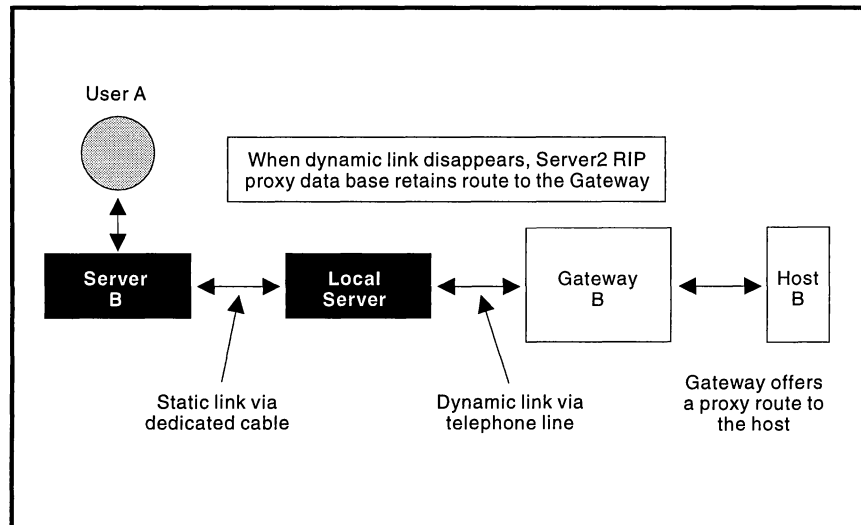 User A
When dynamic link disappears, Server2 RIP
proxy data base retains route to the Gateway
Server
B
Local
Server
Gateway
B
Host
B
Static link via
dedicated cable
Dynamic link via
telephone line
Gateway offers
a proxy route to
the host